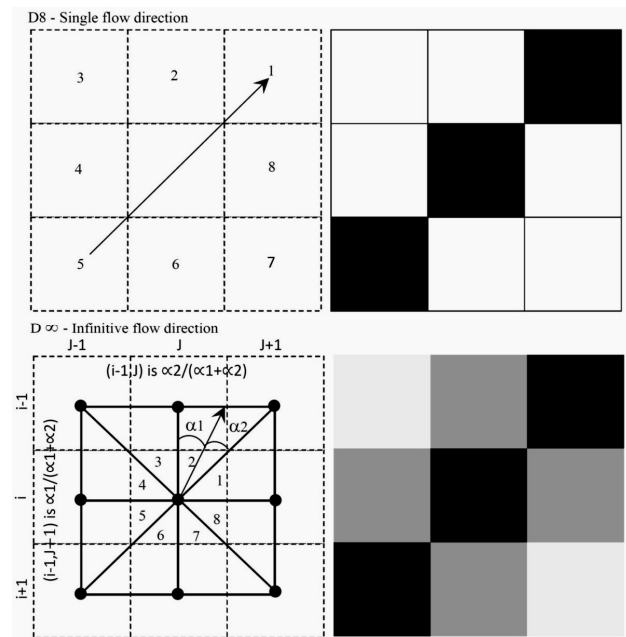 D8 - Single flow direction
3 2 1
4 8
5 6 7
D ∞ - Infinitive flow direction
J-1 J J+1
(i-1,J) is ∝2/(∝1+∝2)
i-1
α1 α2
(i-1,J+1) is ∝1/(∝1+∝2)
3 2
4 1
i
5 8
6 7
i+1